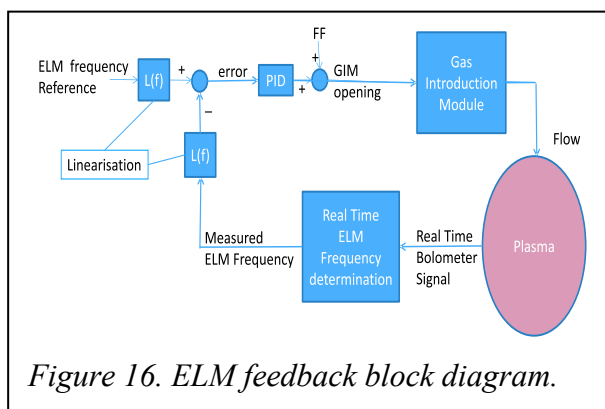 FF
ELM frequency
Reference
L(f)
+
error
PID
+
+
GIM
opening
Gas
Introduction
Module
–
Linearisation
L(f)
Flow
Measured
ELM Frequency
Real Time
ELM
Frequency
determination
Real Time
Bolometer
Signal
Plasma
Figure 16. ELM feedback block diagram.